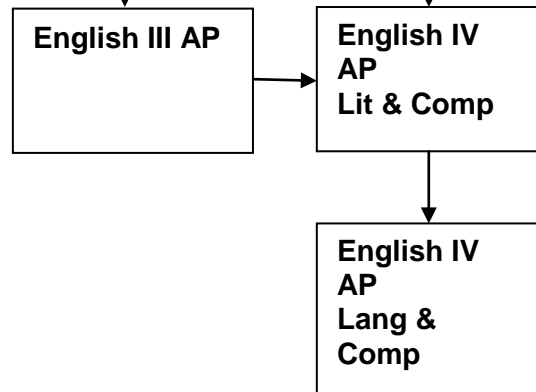 English III AP
English IV
AP
Lit & Comp
English IV
AP
Lang &
Comp